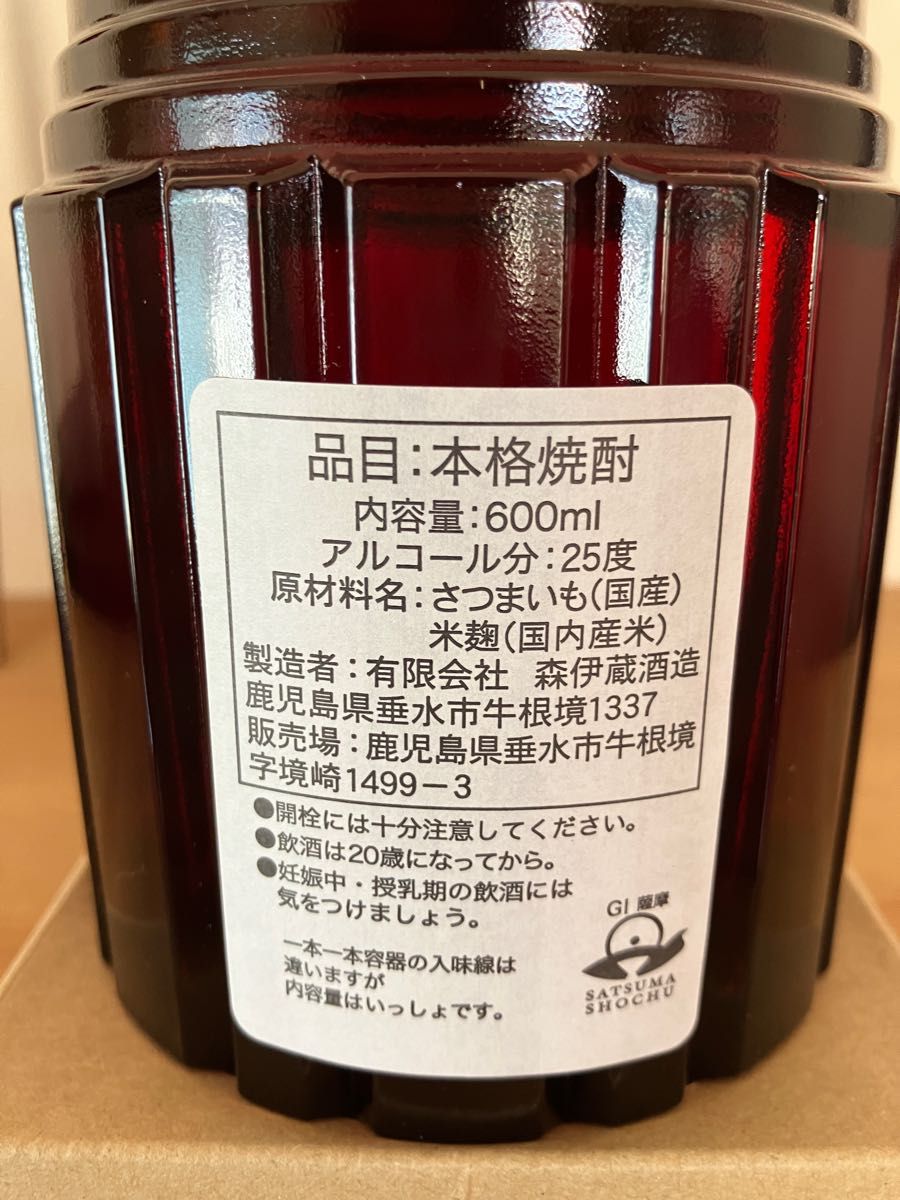 品目：本格焼酎
内容量：600ml
アルコール分：25度
原材料名：さつまいも(国産)
米麹(国内産米)
製造者：有限会社 森伊蔵酒造
鹿児島県垂水市牛根境1337
販売場：鹿児島県垂水市牛根境
字境崎1499-3
●開栓には十分注意してください。
●飲酒は20歳になってから。
●妊娠中・授乳期の飲酒には
気をつけましょう。
一本一本容器の入味線は
違いますが
内容量はいっしょです。
GI 薩摩
SATSUMA
SHOCHU